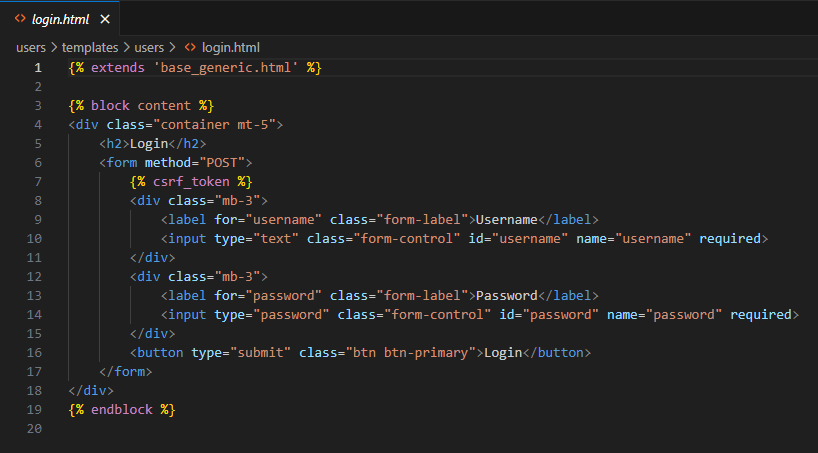 login.html
users > templates > users > login.html
1 {% extends 'base_generic.html' %}
2
3 {% block content %}
4 <div class="container mt-5">
5     <h2>Login</h2>
6     <form method="POST">
7         {% csrf_token %}
8         <div class="mb-3">
9             <label for="username" class="form-label">Username</label>
10             <input type="text" class="form-control" id="username" name="username" required>
11         </div>
12         <div class="mb-3">
13             <label for="password" class="form-label">Password</label>
14             <input type="password" class="form-control" id="password" name="password" required>
15         </div>
16         <button type="submit" class="btn btn-primary">Login</button>
17     </form>
18 </div>
19 {% endblock %}
20